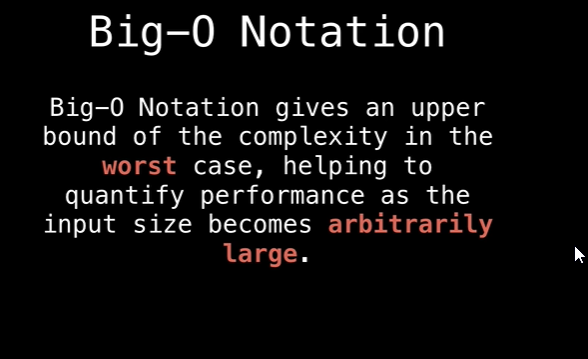 Big-O Notation
Big-O Notation gives an upper
bound of the complexity in the
worst case, helping to
quantify performance as the
input size becomes arbitrarily
large.